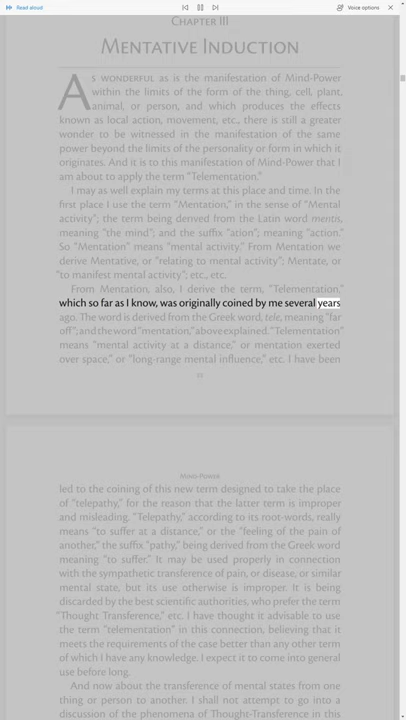 Read aloud
Voice options
CHAPTER III
MENTATIVE INDUCTION
AS WONDERFUL as is the manifestation of Mind-Power
within the limits of the form of the thing, cell, plant,
animal, or person, and which produces the effects
known as local action, movement, etc., there is still a greater
wonder to be witnessed in the manifestation of the same
power beyond the limits of the personality or form in which it
originates. And it is to this manifestation of Mind-Power that I
am about to apply the term “Telementation.”
I may as well explain my terms at this place and time. In the
first place I use the term “Mentation,” in the sense of “Mental
activity”; the term being derived from the Latin word mentis,
meaning “the mind”; and the suffix “ation”; meaning “action.”
So “Mentation” means “mental activity.” From Mentation we
derive Mentative, or “relating to mental activity”; Mentate, or
“to manifest mental activity”; etc., etc.
From Mentation, also, I derive the term, “Telementation,”
which so far as I know, was originally coined by me several years
ago. The word is derived from the Greek word, tele, meaning “far
off”; and the word “mentation,” above explained. “Telementation”
means “mental activity at a distance,” or mentation exerted
over space,” or “long-range mental influence,” etc. I have been
23
MIND-POWER
led to the coining of this new term designed to take the place
of “telepathy,” for the reason that the latter term is improper
and misleading. “Telepathy,” according to its root-words, really
means “to suffer at a distance,” or the “feeling of the pain of
another,” the suffix “pathy,” being derived from the Greek word
meaning “to suffer.” It may be used properly in connection
with the sympathetic transference of pain, or disease, or similar
mental state, but its use otherwise is improper. It is being
discarded by the best scientific authorities, who prefer the term
“Thought Transference,” etc. I have thought it advisable to use
the term “telementation” in this connection, believing that it
meets the requirements of the case better than any other term
of which I have any knowledge. I expect it to come into general
use before long.
And now about the transference of mental states from one
thing or person to another. I shall not attempt to go into a
discussion of the phenomena of Thought-Transference in this